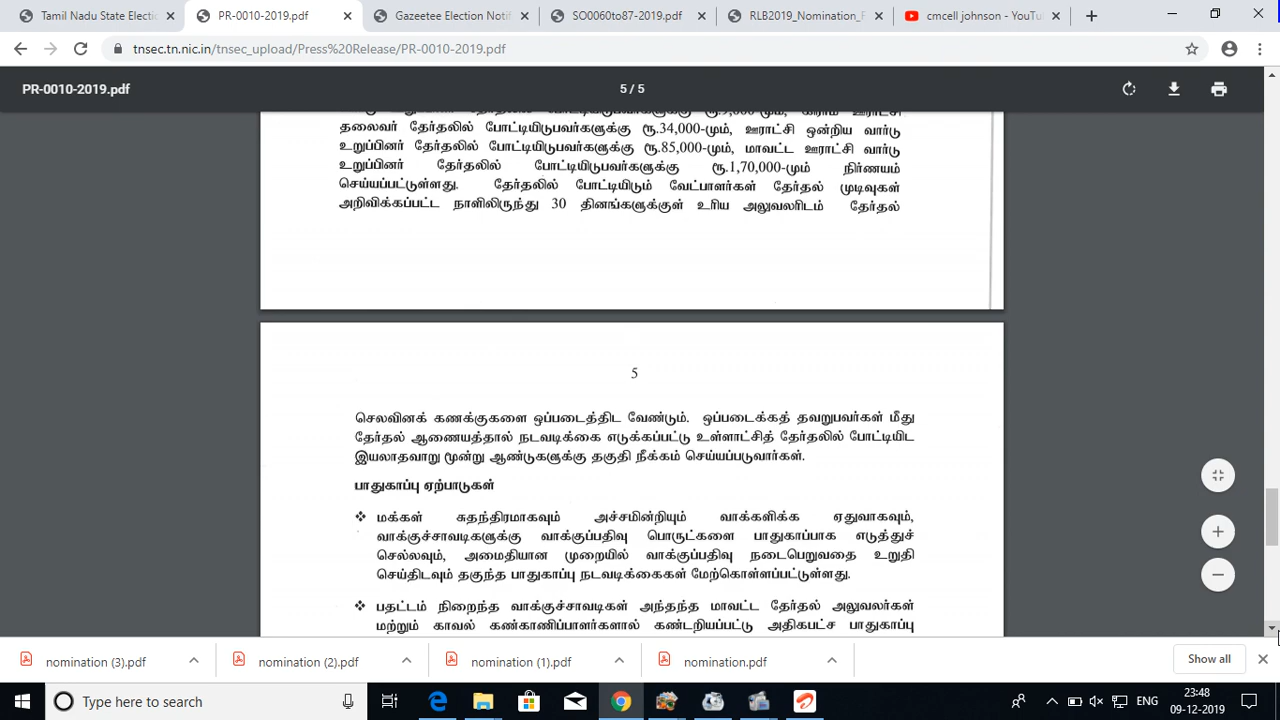 Tamil Nadu State Electi
PR-0010-2019.pdf
Gazeetee Election Notif
SO0060to87-2019.pdf
RLB2019_Nomination_F
cmcell johnson - YouTu
tnsec.tn.nic.in/tnsec_upload/Press%20Release/PR-0010-2019.pdf
PR-0010-2019.pdf
5 / 5
தலைவர் தேர்தலில் போட்டியிடுபவர்களுக்கு ரூ.34,000-மும், ஊராட்சி ஒன்றிய வார்டு
உறுப்பினர் தேர்தலில் போட்டியிடுபவர்களுக்கு ரூ.85,000-மும், மாவட்ட ஊராட்சி வார்டு
உறுப்பினர் தேர்தலில் போட்டியிடுபவர்களுக்கு ரூ.1,70,000-மும் நிர்ணயம்
செய்யப்பட்டுள்ளது. தேர்தலில் போட்டியிடும் வேட்பாளர்கள் தேர்தல் முடிவுகள்
அறிவிக்கப்பட்ட நாளிலிருந்து 30 தினங்களுக்குள் உரிய அலுவலரிடம் தேர்தல்
5
செலவினக் கணக்குகளை ஒப்படைத்திட வேண்டும். ஒப்படைக்கத் தவறுபவர்கள் மீது
தேர்தல் ஆணையத்தால் நடவடிக்கை எடுக்கப்பட்டு உள்ளாட்சித் தேர்தலில் போட்டியிட
இயலாதவாறு மூன்று ஆண்டுகளுக்கு தகுதி நீக்கம் செய்யப்படுவார்கள்.
பாதுகாப்பு ஏற்பாடுகள்
❖ மக்கள் சுதந்திரமாகவும் அச்சமின்றியும் வாக்களிக்க ஏதுவாகவும்,
வாக்குச்சாவடிகளுக்கு வாக்குப்பதிவு பொருட்களை பாதுகாப்பாக எடுத்துச்
செல்லவும், அமைதியான முறையில் வாக்குப்பதிவு நடைபெறுவதை உறுதி
செய்திடவும் தகுந்த பாதுகாப்பு நடவடிக்கைகள் மேற்கொள்ளப்பட்டுள்ளது.
❖ பதட்டம் நிறைந்த வாக்குச்சாவடிகள் அந்தந்த மாவட்ட தேர்தல் அலுவலர்கள்
மற்றும் காவல் கண்காணிப்பாளர்களால் கண்டறியப்பட்டு அதிகபட்ச பாதுகாப்பு
nomination (3).pdf
nomination (2).pdf
nomination (1).pdf
nomination.pdf
Show all
Type here to search
ENG
23:48
09-12-2019